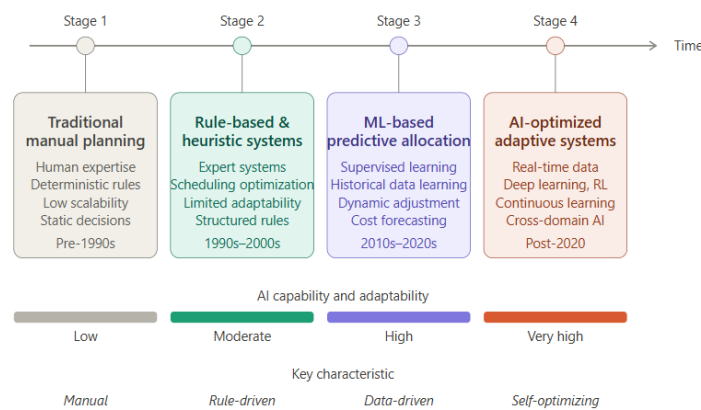 Stage 1
Stage 2
Stage 3
Stage 4
Time
Traditional
manual planning
Human expertise
Deterministic rules
Low scalability
Static decisions
Pre-1990s
Rule-based &
heuristic systems
Expert systems
Scheduling optimization
Limited adaptability
Structured rules
1990s–2000s
ML-based
predictive allocation
Supervised learning
Historical data learning
Dynamic adjustment
Cost forecasting
2010s–2020s
AI-optimized
adaptive systems
Real-time data
Deep learning, RL
Continuous learning
Cross-domain AI
Post-2020
AI capability and adaptability
Low
Moderate
High
Very high
Key characteristic
Manual
Rule-driven
Data-driven
Self-optimizing